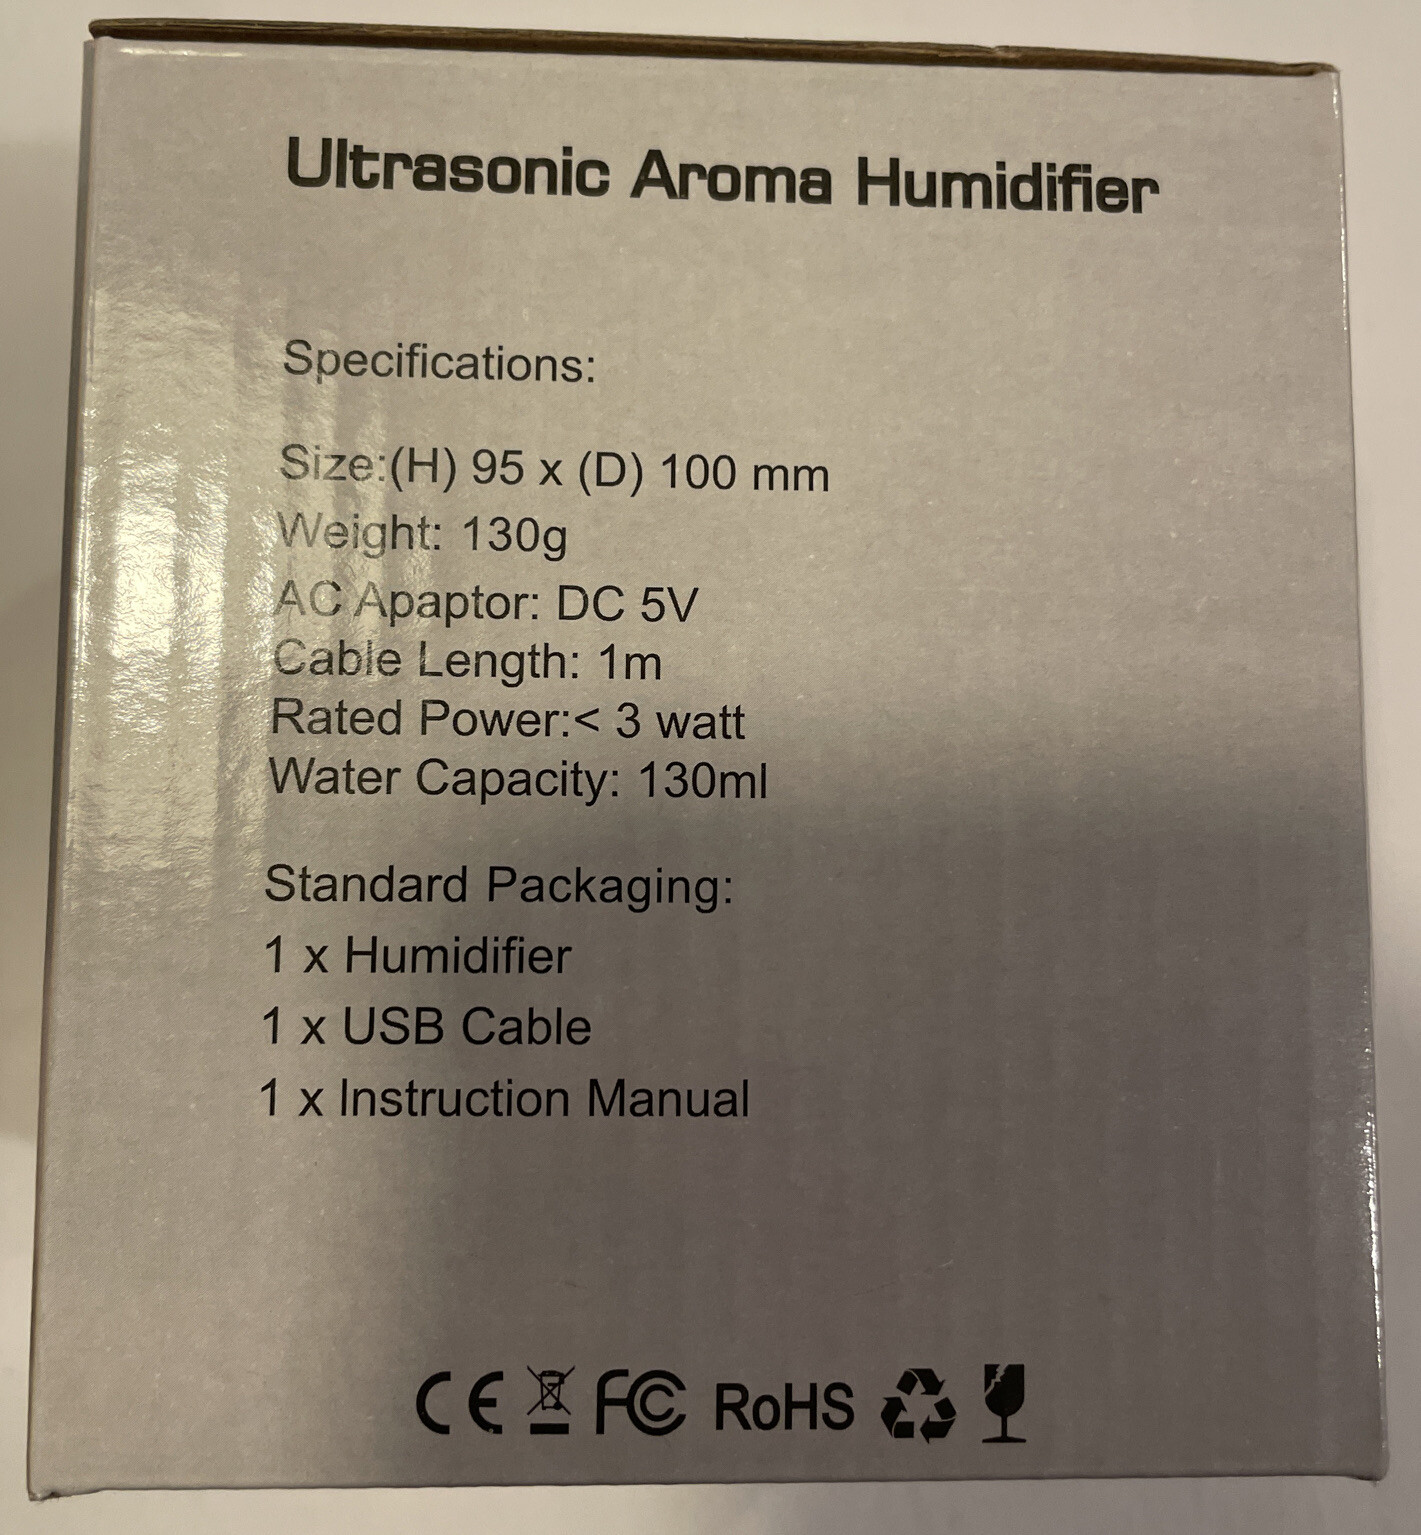 Ultrasonic Aroma Humidifier
Specifications:
Size:(H) 95 x (D) 100 mm
Weight: 130g
AC Apaptor: DC 5V
Cable Length: 1m
Rated Power:< 3 watt
Water Capacity: 130ml
Standard Packaging:
1 x Humidifier
1 x USB Cable
1 x Instruction Manual
CE FC RoHS